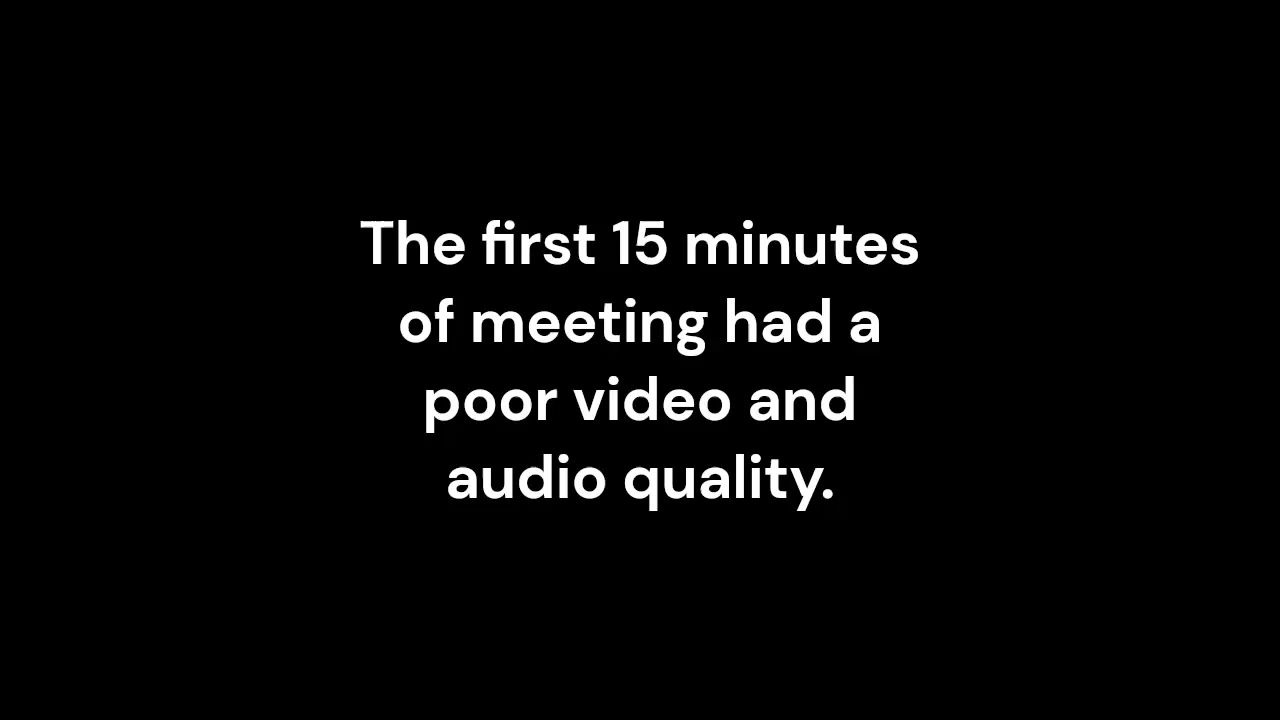 The first 15 minutes
of meeting had a
poor video and
audio quality.